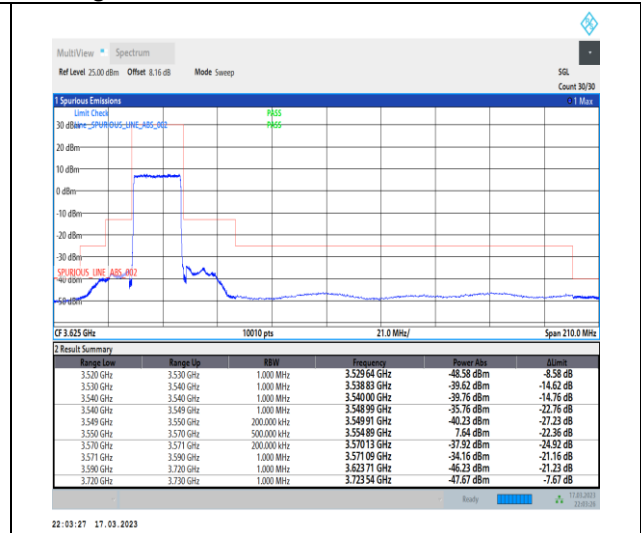 MultiView Spectrum
Ref Level 25.00 dBm Offset 8.16 dB Mode Sweep SGL
Count 30/30
1 Spurious Emissions 1 Max
Limit Check PASS
30 dBm Line _SPURIOUS_LINE_ABS_002 PASS
20 dBm
10 dBm
0 dBm
-10 dBm
-20 dBm
-30 dBm
SPURIOUS_LINE_ABS_002
-40 dBm
-50 dBm
CF 3.625 GHz 10010 pts 21.0 MHz/ Span 210.0 MHz
2 Result Summary
Range Low Range Up RBW Frequency Power Abs ΔLimit
3.520 GHz 3.530 GHz 1.000 MHz 3.529 64 GHz -48.58 dBm -8.58 dB
3.530 GHz 3.540 GHz 1.000 MHz 3.538 83 GHz -39.62 dBm -14.62 dB
3.540 GHz 3.540 GHz 1.000 MHz 3.540 00 GHz -39.76 dBm -14.76 dB
3.540 GHz 3.549 GHz 1.000 MHz 3.548 99 GHz -35.76 dBm -22.76 dB
3.549 GHz 3.550 GHz 200.000 kHz 3.549 91 GHz -40.23 dBm -27.23 dB
3.550 GHz 3.570 GHz 500.000 kHz 3.554 89 GHz 7.64 dBm -22.36 dB
3.570 GHz 3.571 GHz 200.000 kHz 3.570 13 GHz -37.92 dBm -24.92 dB
3.571 GHz 3.590 GHz 1.000 MHz 3.571 09 GHz -34.16 dBm -21.16 dB
3.590 GHz 3.720 GHz 1.000 MHz 3.623 71 GHz -46.23 dBm -21.23 dB
3.720 GHz 3.730 GHz 1.000 MHz 3.723 54 GHz -47.67 dBm -7.67 dB
Ready 17.03.2023
22:03:26
22:03:27 17.03.2023